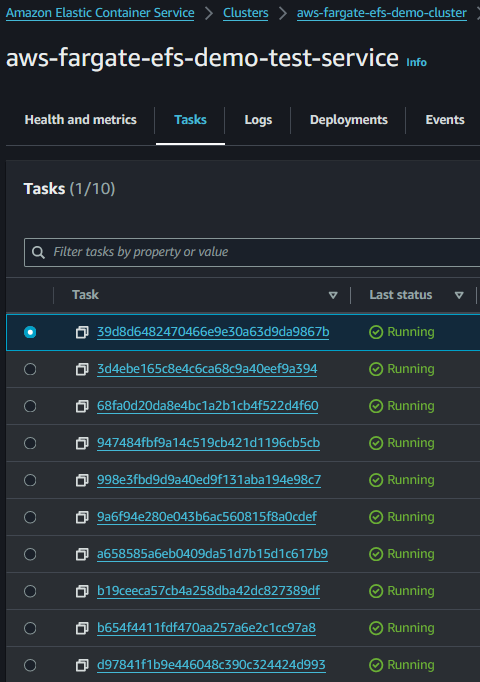 Amazon Elastic Container Service > Clusters > aws-fargate-efs-demo-cluster >
aws-fargate-efs-demo-test-service Info
Health and metrics Tasks Logs Deployments Events
Tasks (1/10)
Filter tasks by property or value
Task Last status
39d8d6482470466e9e30a63d9da9867b Running
3d4ebe165c8e4c6ca68c9a40eef9a394 Running
68fa0d20da8e4bc1a2b1cb4f522d4f60 Running
947484fbf9a14c519cb421d1196cb5cb Running
998e3fbd9d9a40ed9f131aba194e98c7 Running
9a6f94e280e043b6ac560815f8a0cdef Running
a658585a6eb0409da51d7b15d1c617b9 Running
b19ceeca57cb4a258dba42dc827389df Running
b654f4411fdf470aa257a6e2c1cc97a8 Running
d97841f1b9e446048c390c324424d993 Running